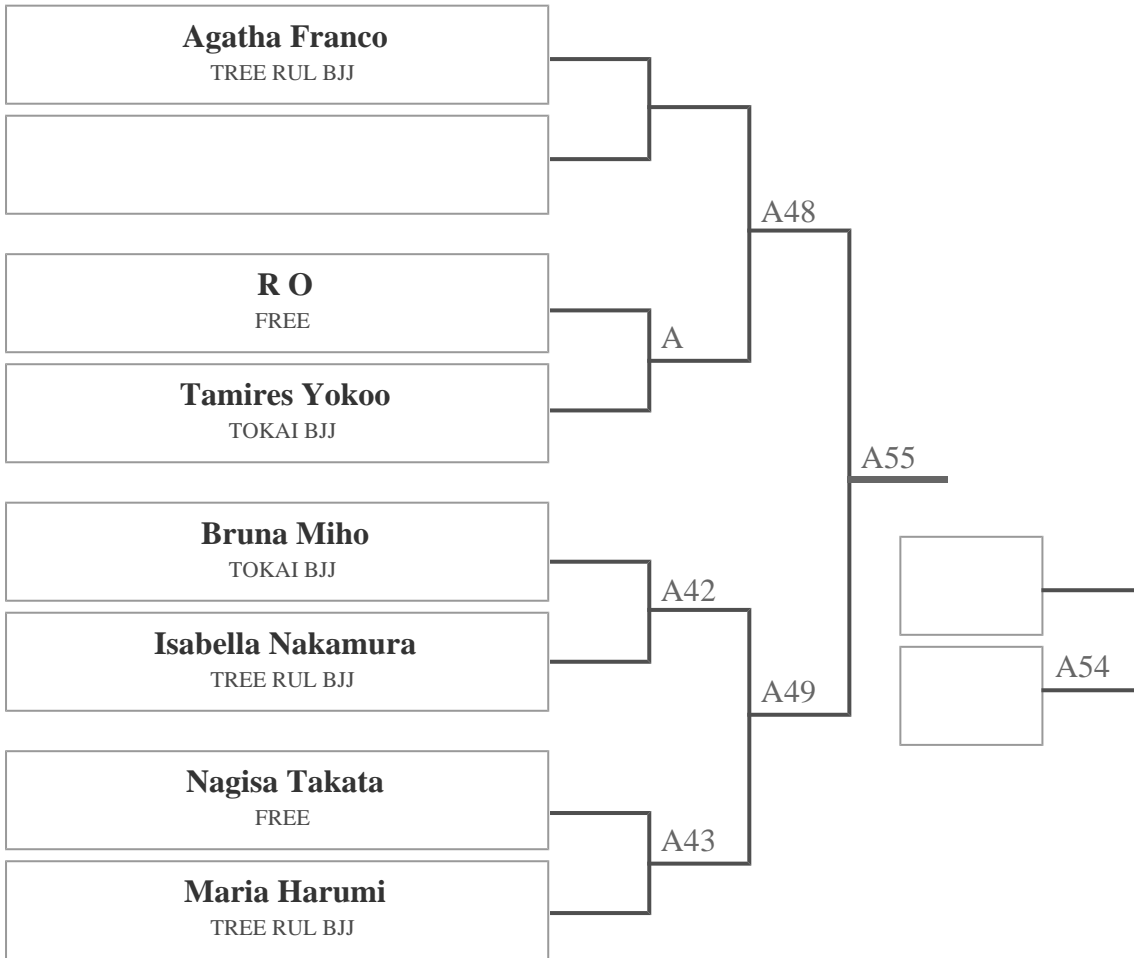 Agatha Franco
TREE RUL BJJ
A48
R O
FREE
A
Tamires Yokoo
TOKAI BJJ
A55
Bruna Miho
TOKAI BJJ
A42
Isabella Nakamura
TREE RUL BJJ
A54
A49
Nagisa Takata
FREE
A43
Maria Harumi
TREE RUL BJJ